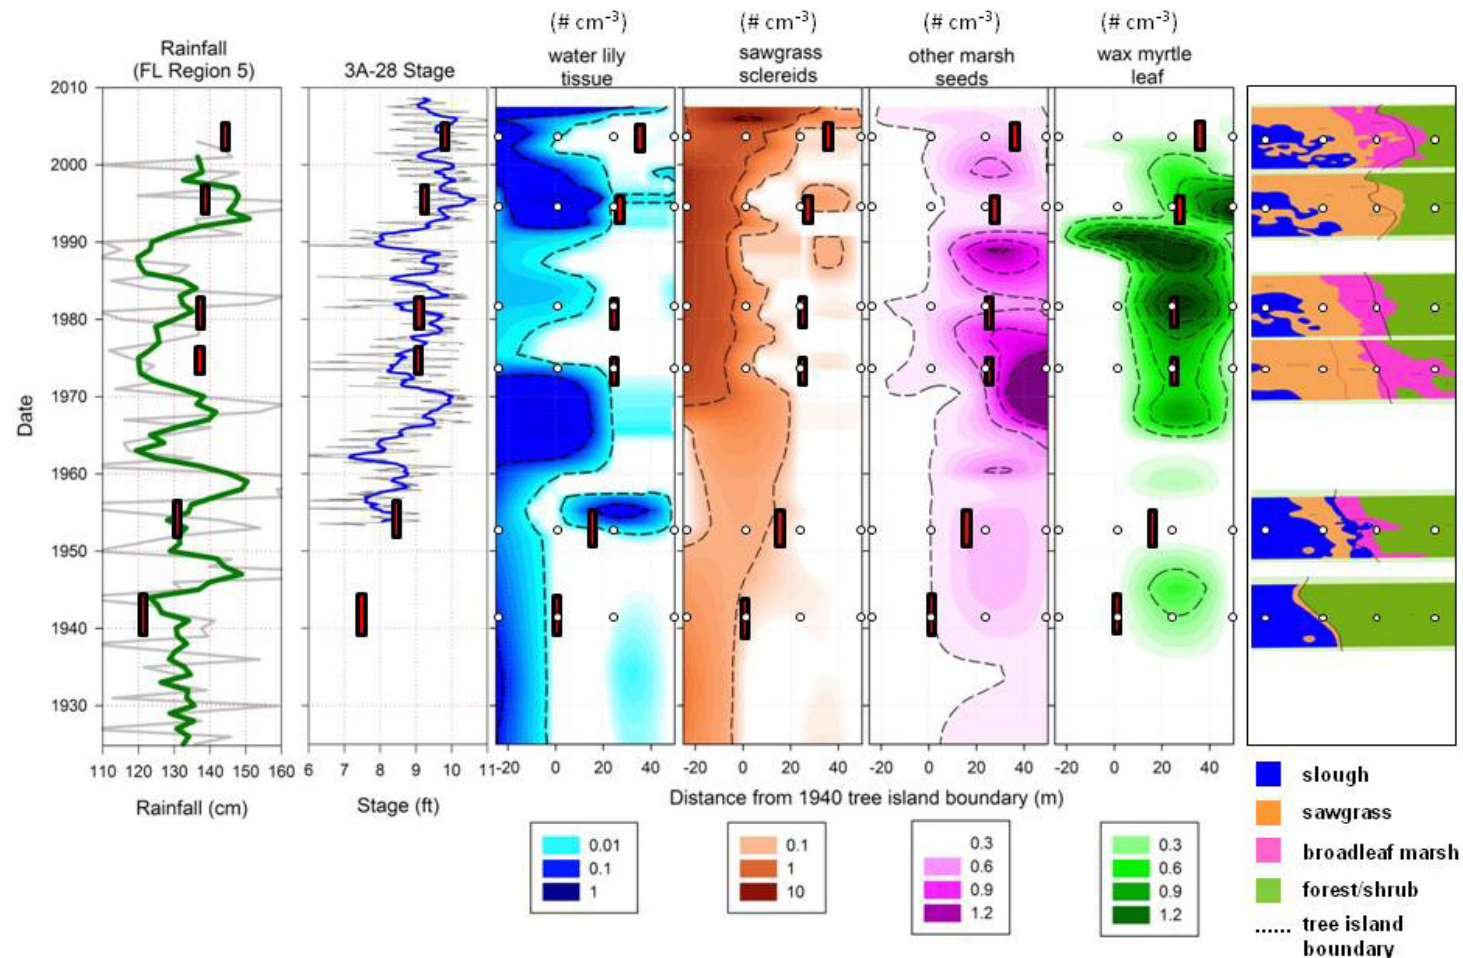 (# cm-3)
(# cm-3)
(# cm-3)
(# cm-3)
Rainfall
(FL Region 5)
3A-28 Stage
water lily
tissue
sawgrass
sclereids
other marsh
seeds
wax myrtle
leaf
2010
2000
1990
1980
1970
1960
1950
1940
1930
Date
110 120 130 140 150 160
6 7 8 9 10 11
-20 0 20 40
-20 0 20 40
-20 0 20 40
-20 0 20 40
Rainfall (cm)
Stage (ft)
Distance from 1940 tree island boundary (m)
0.01
0.1
1
0.1
1
10
0.3
0.6
0.9
1.2
0.3
0.6
0.9
1.2
slough
sawgrass
broadleaf marsh
forest/shrub
tree island
boundary